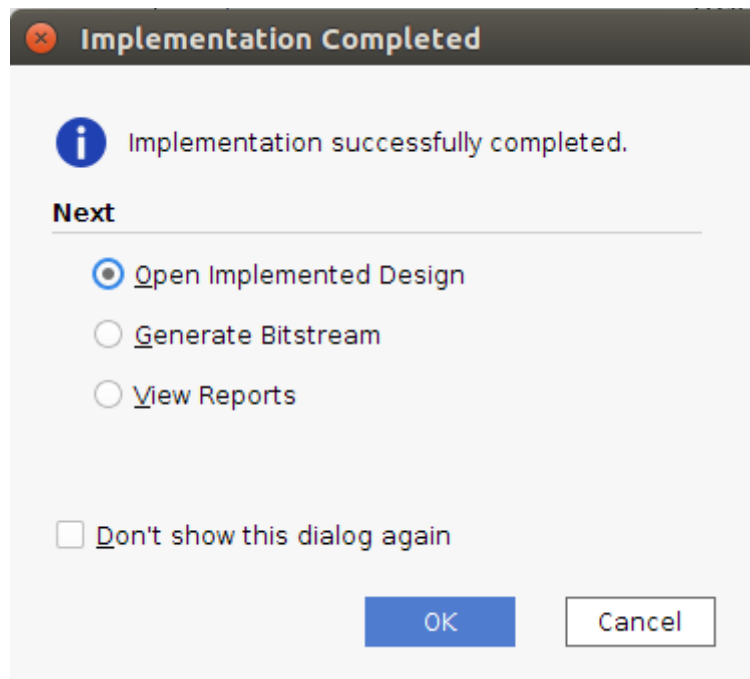 Implementation Completed
Implementation successfully completed.
Next
Open Implemented Design
Generate Bitstream
View Reports
Don't show this dialog again
OK
Cancel